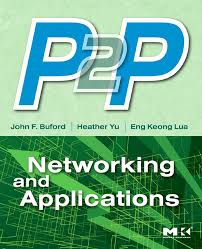 P2P
John F. Buford | Heather Yu | Eng Keong Lua
Networking
and Applications
MK